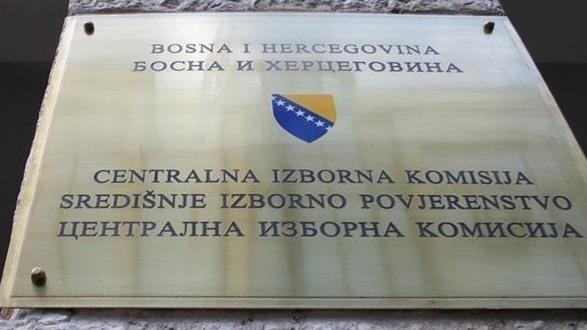 BOSNA I HERCEGOVINA
БОСНА И ХЕРЦЕГОВИНА
CENTRALNA IZBORNA KOMISIJA
SREDIŠNJE IZBORNO POVJERENSTVO
ЦЕНТРАЛНА ИЗБОРНА КОМИСИЈА